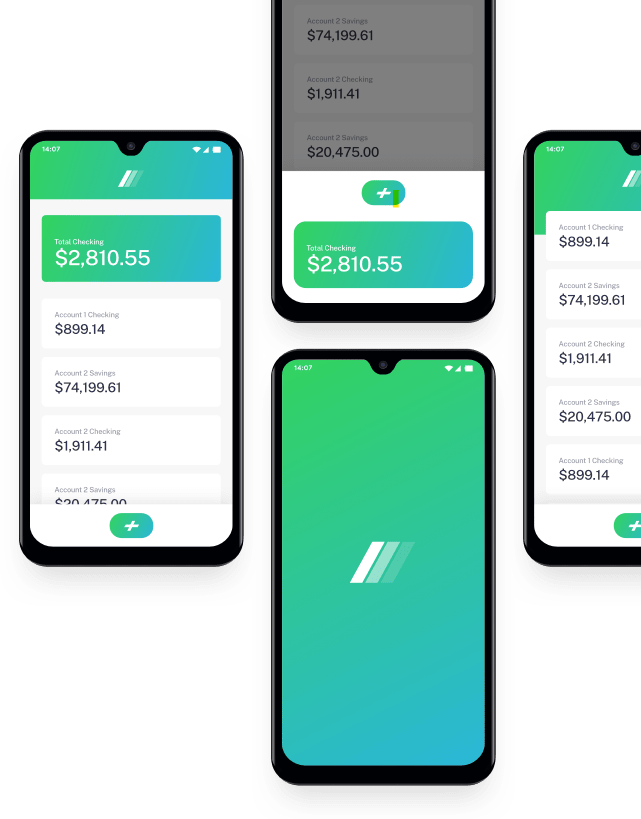 14:07
Total Checking
$2,810.55
Account 1 Checking
$899.14
Account 2 Savings
$74,199.61
Account 2 Checking
$1,911.41
Account 2 Savings
$20,475.00
Account 2 Savings
$74,199.61
Account 2 Checking
$1,911.41
Account 2 Savings
$20,475.00
Total Checking
$2,810.55
14:07
14:07
Account 1 Checking
$899.14
Account 2 Savings
$74,199.61
Account 2 Checking
$1,911.41
Account 2 Savings
$20,475.00
Account 1 Checking
$899.14